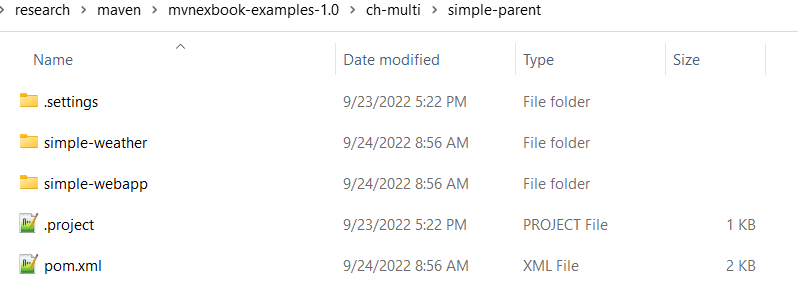 research > maven > mvnexbook-examples-1.0 > ch-multi > simple-parent
Name Date modified Type Size
.settings 9/23/2022 5:22 PM File folder
simple-weather 9/24/2022 8:56 AM File folder
simple-webapp 9/24/2022 8:56 AM File folder
.project 9/23/2022 5:22 PM PROJECT File 1 KB
pom.xml 9/24/2022 8:56 AM XML File 2 KB